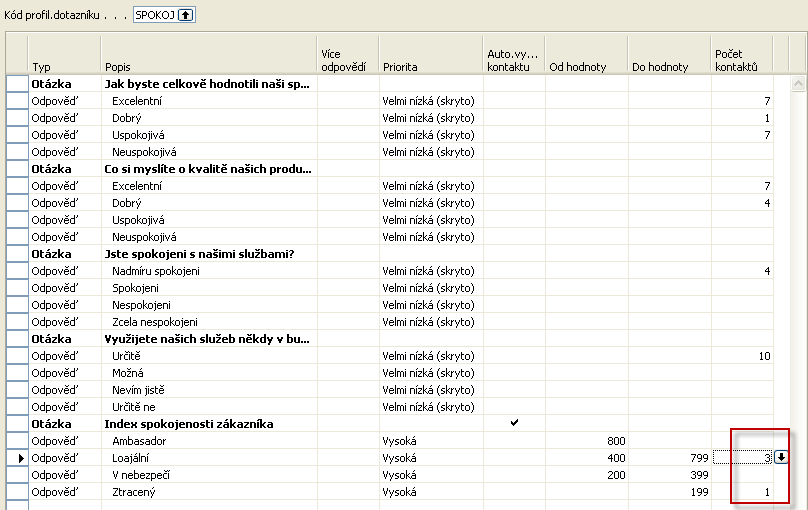 Kód profil.dotazníku . . . SPOKOJ
Typ Popis Více odpovědí Priorita Auto.vy... kontaktu Od hodnoty Do hodnoty Počet kontaktů
Otázka Jak byste celkově hodnotili naši sp...
Odpověď Excelentní Velmi nízká (skryto) 7
Odpověď Dobrý Velmi nízká (skryto) 1
Odpověď Uspokojivá Velmi nízká (skryto) 7
Odpověď Neuspokojivá Velmi nízká (skryto)
Otázka Co si myslíte o kvalitě našich produ...
Odpověď Excelentní Velmi nízká (skryto) 7
Odpověď Dobrý Velmi nízká (skryto) 4
Odpověď Uspokojivá Velmi nízká (skryto)
Odpověď Neuspokojivá Velmi nízká (skryto)
Otázka Jste spokojeni s našimi službami?
Odpověď Nadmíru spokojeni Velmi nízká (skryto) 4
Odpověď Spokojeni Velmi nízká (skryto)
Odpověď Nespokojeni Velmi nízká (skryto)
Odpověď Zcela nespokojeni Velmi nízká (skryto)
Otázka Využijete našich služeb někdy v bu...
Odpověď Určitě Velmi nízká (skryto) 10
Odpověď Možná Velmi nízká (skryto)
Odpověď Nevím jistě Velmi nízká (skryto)
Odpověď Určitě ne Velmi nízká (skryto)
Otázka Index spokojenosti zákazníka ✔
Odpověď Ambasador Vysoká 800
Odpověď Loajální Vysoká 400 799 3
Odpověď V nebezpečí Vysoká 200 399
Odpověď Ztracený Vysoká 199 1